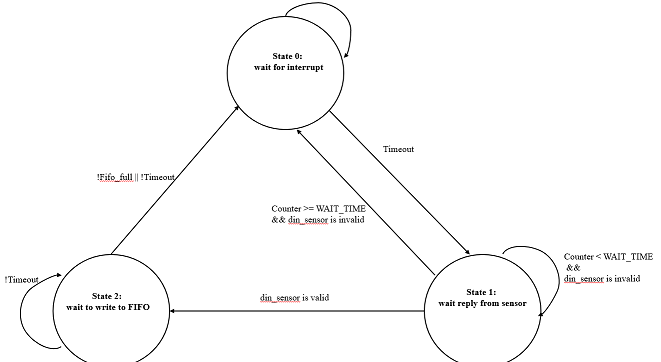 State 0:
wait for interrupt
Timeout
!Fifo_full || !Timeout
Counter >= WAIT_TIME
&& din_sensor is invalid
Counter < WAIT_TIME
&&
din_sensor is invalid
!Timeout
State 2:
wait to write to FIFO
din_sensor is valid
State 1:
wait reply from sensor